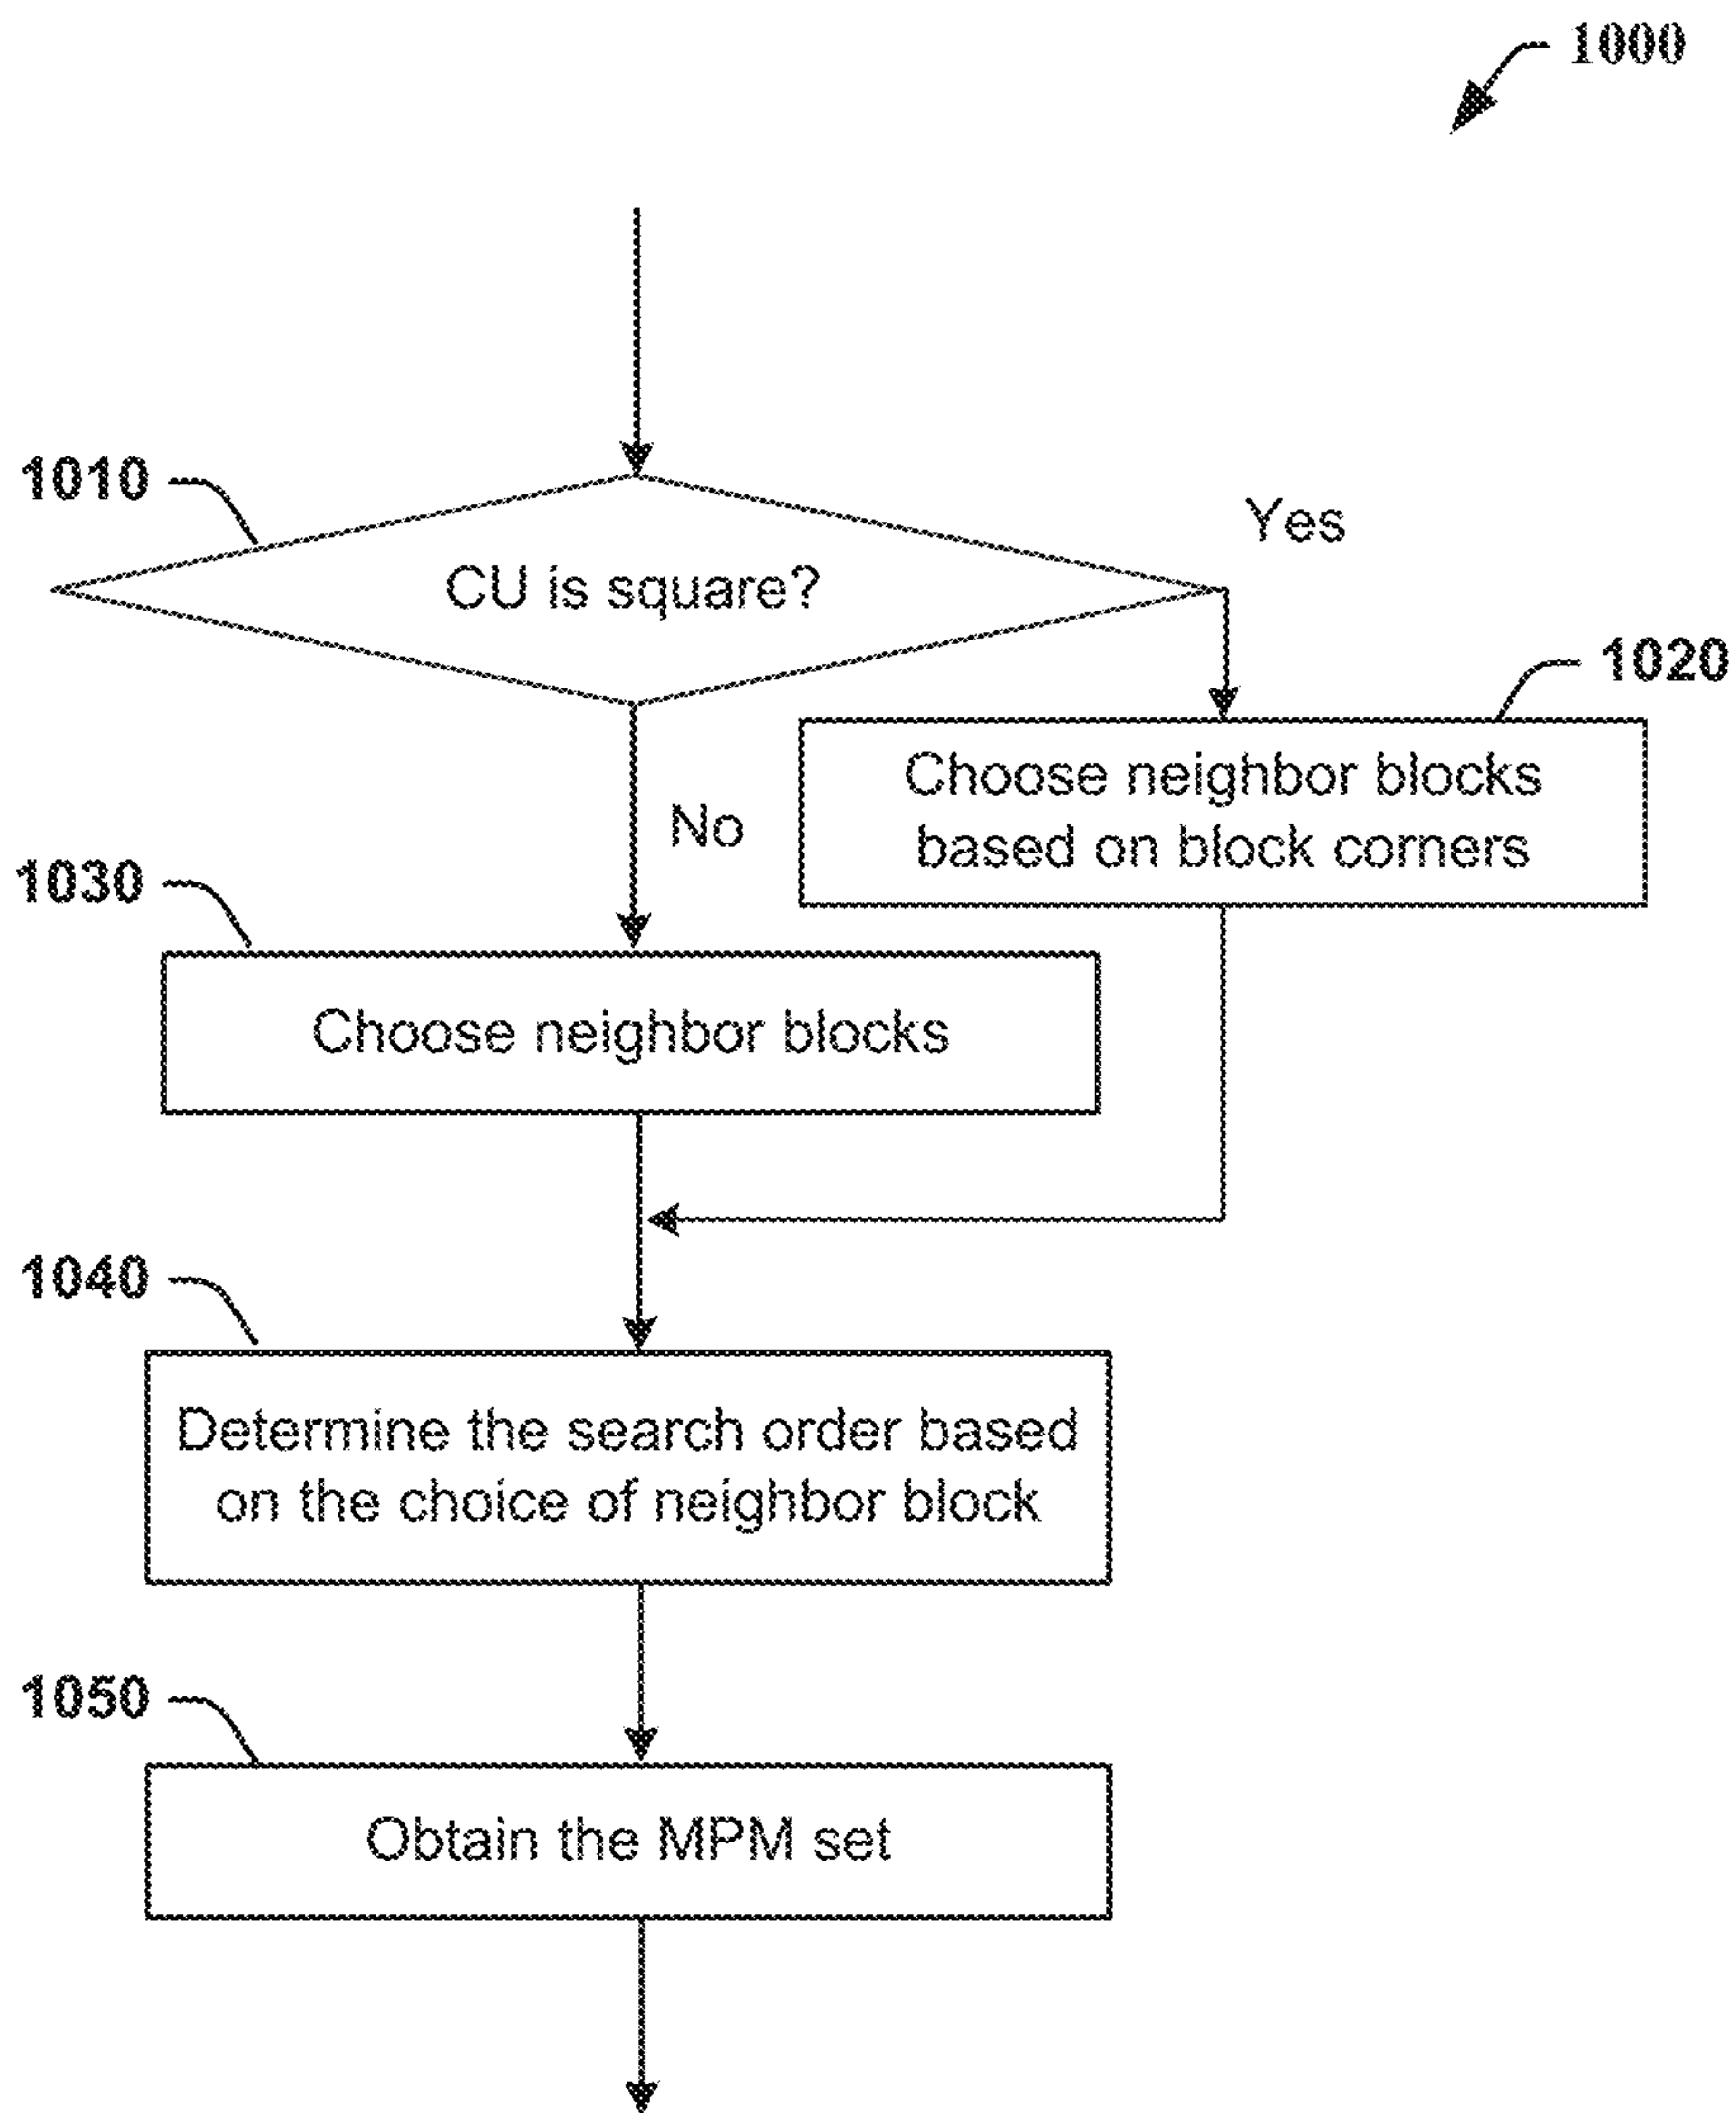 1000
1010
CU is square?
Yes
1020
Choose neighbor blocks
based on block corners
No
1030
Choose neighbor blocks
1040
Determine the search order based
on the choice of neighbor block
1050
Obtain the MPM set